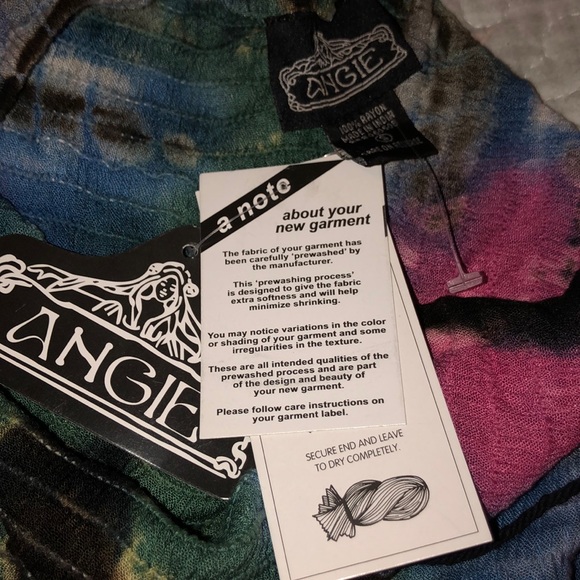 ANGIE
100% RAYON
MADE IN INDIA
a note
about your
new garment
The fabric of your garment has
been carefully 'prewashed' by
the manufacturer.
This 'prewashing process'
is designed to give the fabric
extra softness and will help
minimize shrinking.
You may notice variations in the color
or shading of your garment and some
irregularities in the texture.
These are all intended qualities of the
prewashed process and are part
of the design and beauty of
your new garment.
Please follow care instructions on
your garment label.
ANGIE
SECURE END AND LEAVE
TO DRY COMPLETELY.